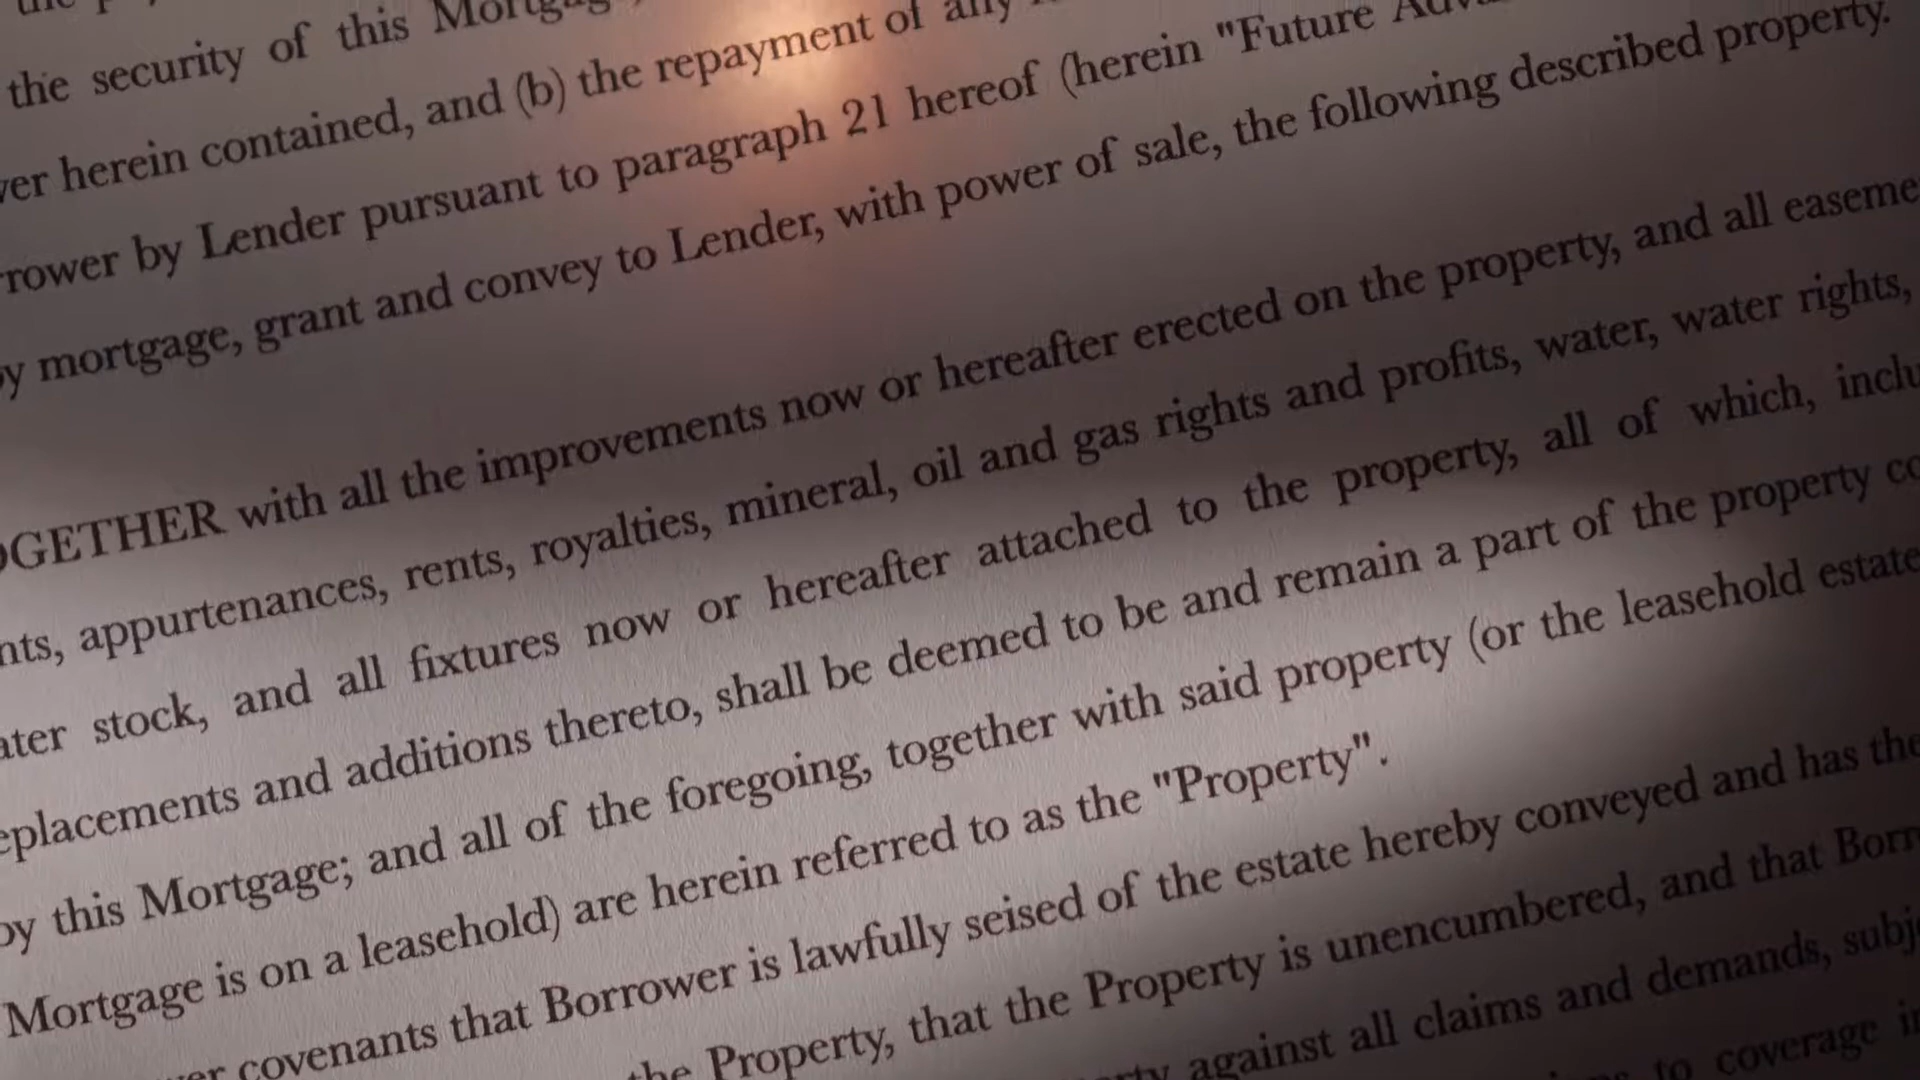 the security of this
herein contained, and (b) the repayment of any
by Lender pursuant to paragraph 21 hereof (herein "Future
mortgage, grant and convey to Lender, with power of sale, the following described property.
OGETHER with all the improvements now or hereafter erected on the property, and all easeme
nts, appurtenances, rents, royalties, mineral, oil and gas rights and profits, water, water rights,
ater stock, and all fixtures now or hereafter attached to the property, all of which, inclu
eplacements and additions thereto, shall be deemed to be and remain a part of the property co
by this Mortgage; and all of the foregoing, together with said property (or the leasehold estate
Mortgage is on a leasehold) are herein referred to as the "Property".
covenants that Borrower is lawfully seised of the estate hereby conveyed and has the
the Property, that the Property is unencumbered, and that Borr
against all claims and demands, subj
to coverage in